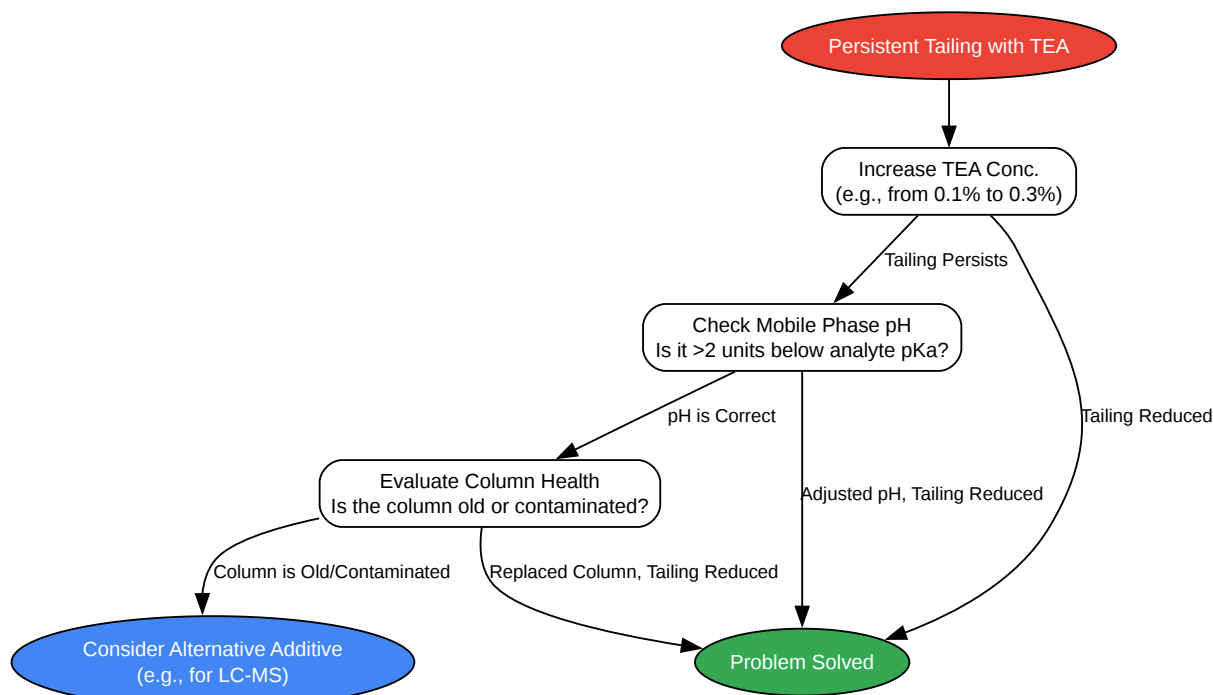 Persistent Tailing with TEA
Increase TEA Conc.
(e.g., from 0.1% to 0.3%)
Tailing Persists
Check Mobile Phase pH
Is it >2 units below analyte pKa?
pH is Correct
Tailing Reduced
Evaluate Column Health
Is the column old or contaminated?
Adjusted pH, Tailing Reduced
Column is Old/Contaminated
Replaced Column, Tailing Reduced
Consider Alternative Additive
(e.g., for LC-MS)
Problem Solved